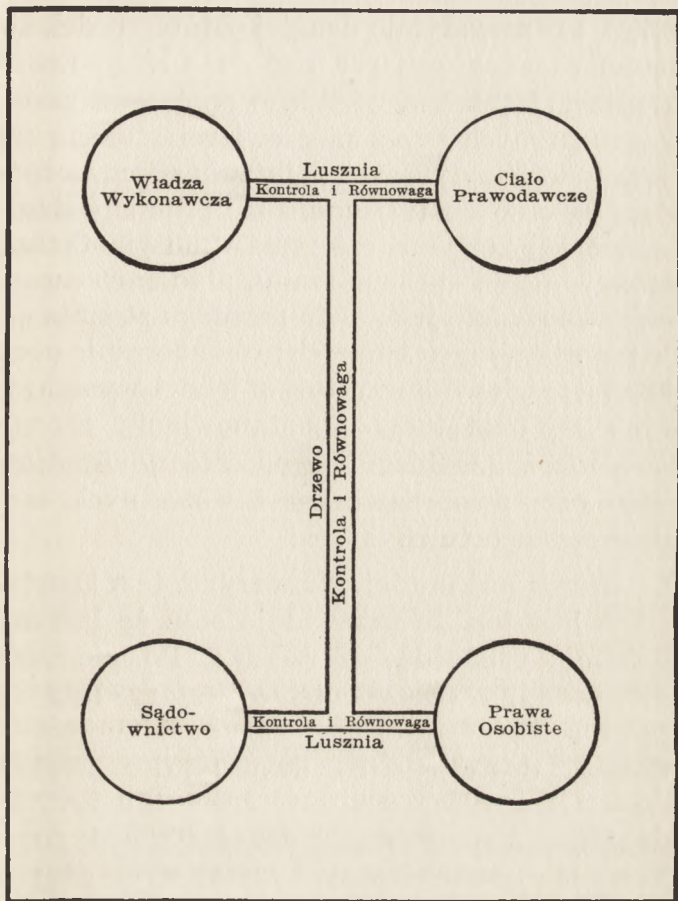 Lusznia
Władza
Wykonawcza
Kontrola i Równowaga
Ciało
Prawodawcze
Drzewo
Kontrola i Równowaga
Sądo-
wnictwo
Kontrola i Równowaga
Lusznia
Prawa
Osobiste